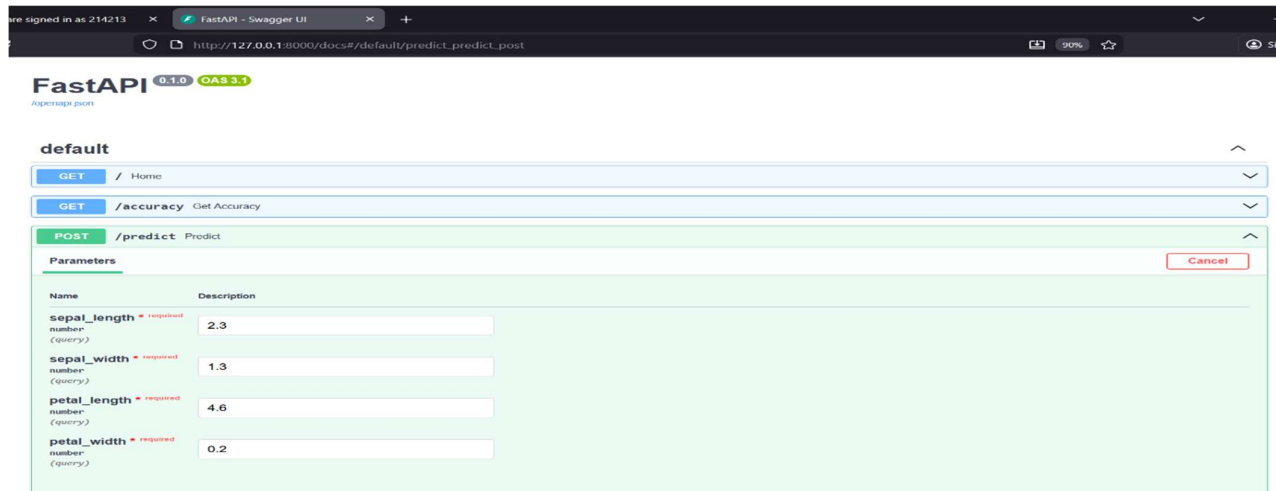 are signed in as 214213 × FastAPI - Swagger UI × +
http://127.0.0.1:8000/docs#/default/predict_predict_post 90%
FastAPI 0.1.0 OAS 3.1
/openapi.json
default
GET / Home
GET /accuracy Get Accuracy
POST /predict Predict
Parameters Cancel
Name Description
sepal_length * required
number
(query)
2.3
sepal_width * required
number
(query)
1.3
petal_length * required
number
(query)
4.6
petal_width * required
number
(query)
0.2